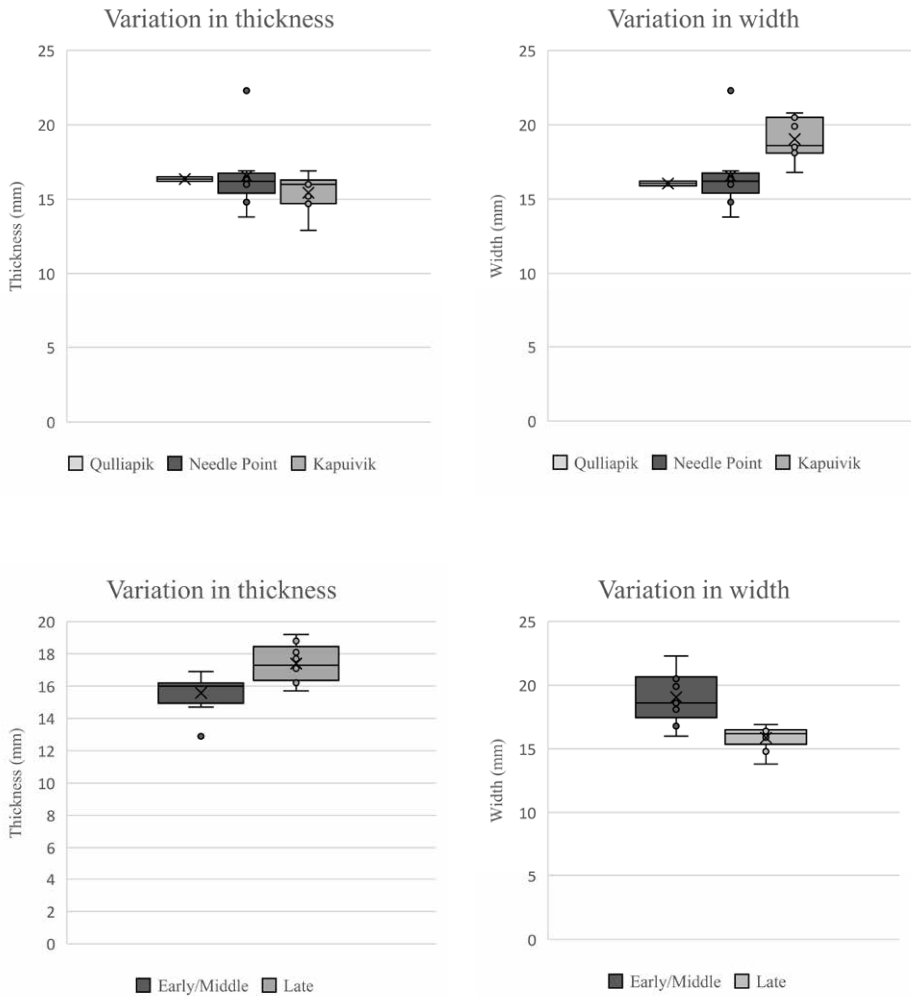 Variation in thickness
25
20
15
10
5
0
Thickness (mm)
Qulliapik Needle Point Kapuivik
Variation in width
25
20
15
10
5
0
Width (mm)
Qulliapik Needle Point Kapuivik
Variation in thickness
20
18
16
14
12
10
8
6
4
2
0
Thickness (mm)
Early/Middle Late
Variation in width
25
20
15
10
5
0
Width (mm)
Early/Middle Late